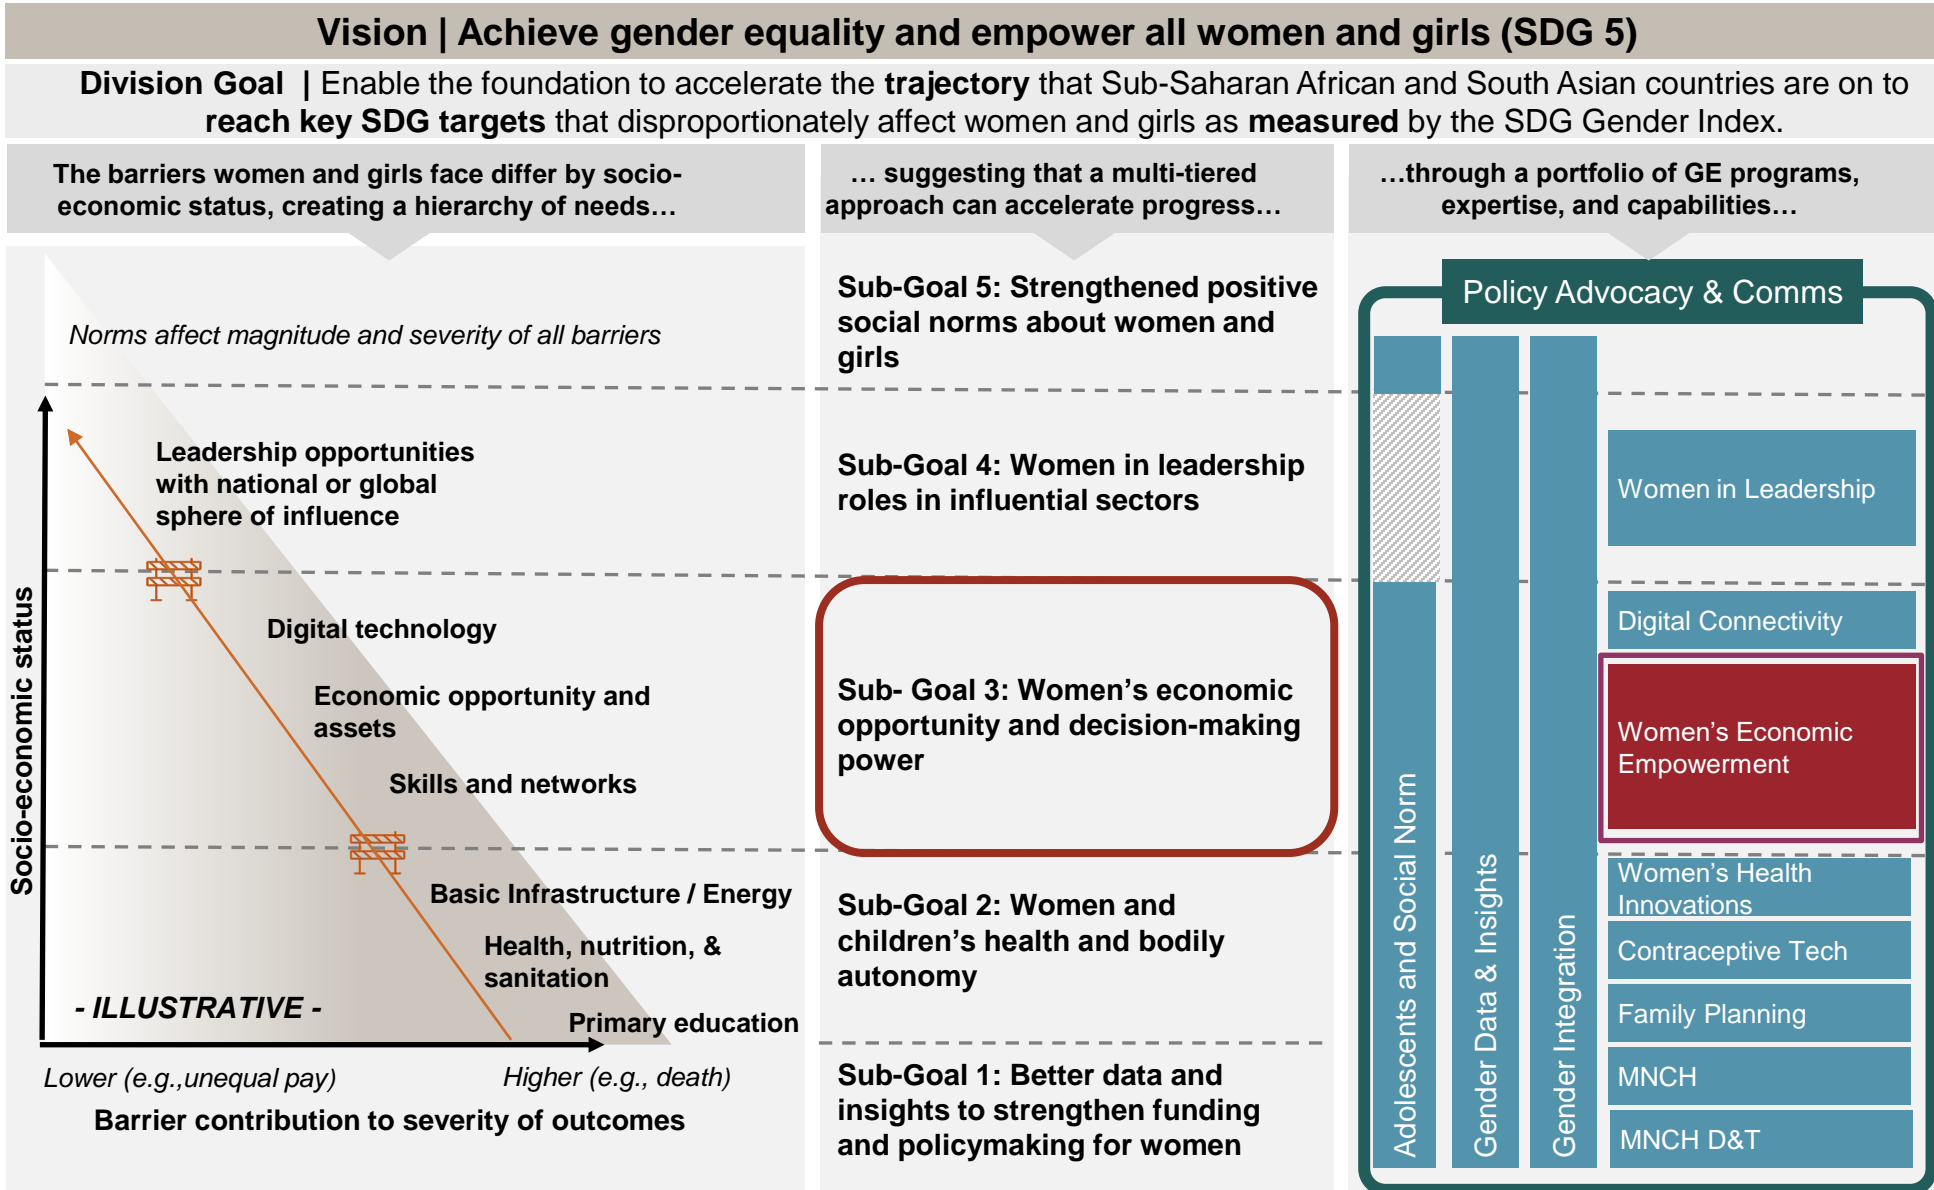 Vision | Achieve gender equality and empower all women and girls (SDG 5)
Division Goal | Enable the foundation to accelerate the trajectory that Sub-Saharan African and South Asian countries are on to
reach key SDG targets that disproportionately affect women and girls as measured by the SDG Gender Index.
The barriers women and girls face differ by socio-
economic status, creating a hierarchy of needs…
Norms affect magnitude and severity of all barriers
Socio-economic status
Leadership opportunities
with national or global
sphere of influence
Digital technology
Economic opportunity and
assets
Skills and networks
Basic Infrastructure / Energy
Health, nutrition, &
sanitation
Primary education
- ILLUSTRATIVE -
Lower (e.g.,unequal pay)
Higher (e.g., death)
Barrier contribution to severity of outcomes
… suggesting that a multi-tiered
approach can accelerate progress…
Sub-Goal 5: Strengthened positive
social norms about women and
girls
Sub-Goal 4: Women in leadership
roles in influential sectors
Sub- Goal 3: Women’s economic
opportunity and decision-making
power
Sub-Goal 2: Women and
children’s health and bodily
autonomy
Sub-Goal 1: Better data and
insights to strengthen funding
and policymaking for women
…through a portfolio of GE programs,
expertise, and capabilities…
Policy Advocacy & Comms
Adolescents and Social Norm
Gender Data & Insights
Gender Integration
Women in Leadership
Digital Connectivity
Women’s Economic
Empowerment
Women’s Health
Innovations
Contraceptive Tech
Family Planning
MNCH
MNCH D&T